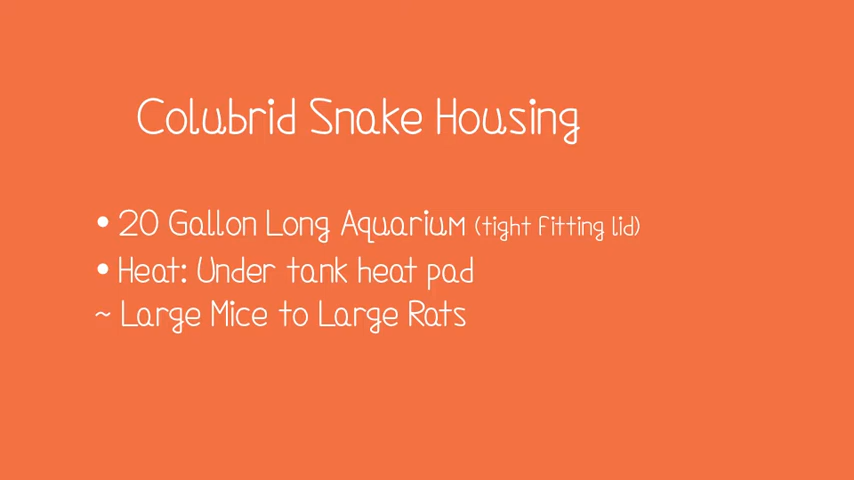 Colubrid Snake Housing
• 20 Gallon Long Aquarium (tight fitting lid)
• Heat: Under tank heat pad
~ Large Mice to Large Rats